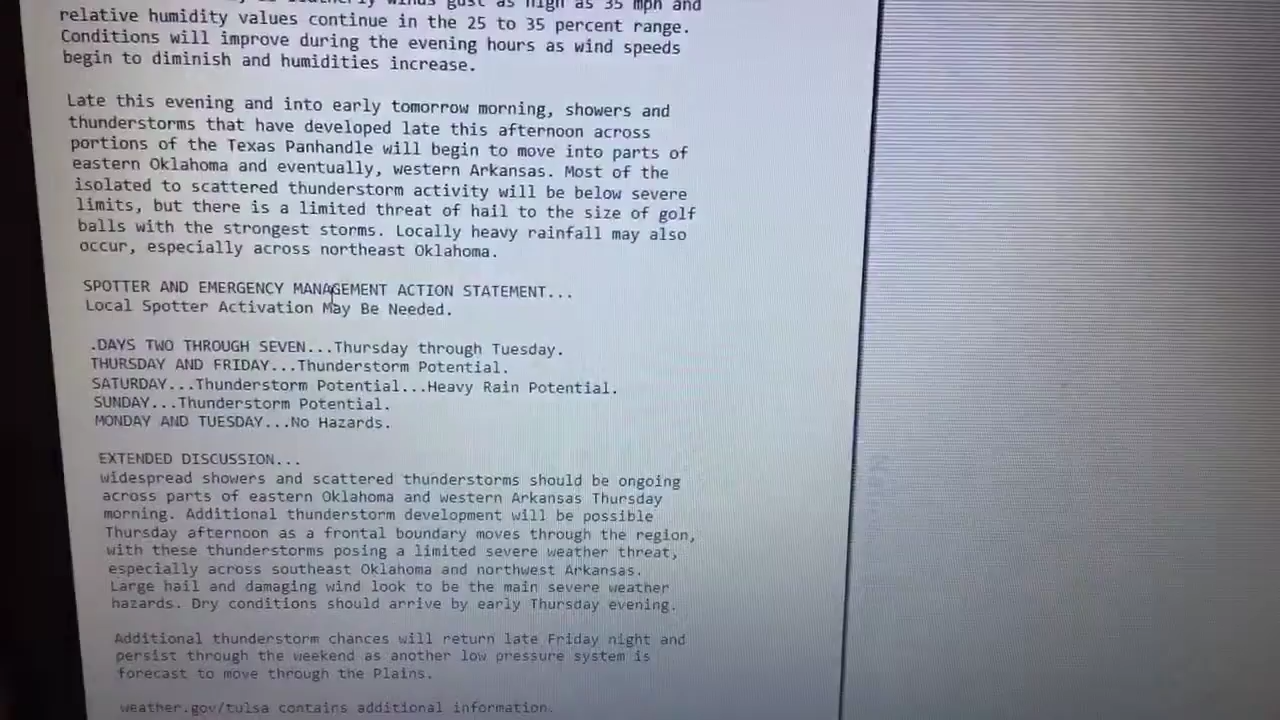 winds gust as high as 35 mph and
relative humidity values continue in the 25 to 35 percent range.
Conditions will improve during the evening hours as wind speeds
begin to diminish and humidities increase.
Late this evening and into early tomorrow morning, showers and
thunderstorms that have developed late this afternoon across
portions of the Texas Panhandle will begin to move into parts of
eastern Oklahoma and eventually, western Arkansas. Most of the
isolated to scattered thunderstorm activity will be below severe
limits, but there is a limited threat of hail to the size of golf
balls with the strongest storms. Locally heavy rainfall may also
occur, especially across northeast Oklahoma.
SPOTTER AND EMERGENCY MANAGEMENT ACTION STATEMENT...
Local Spotter Activation May Be Needed.
.DAYS TWO THROUGH SEVEN...Thursday through Tuesday.
THURSDAY AND FRIDAY...Thunderstorm Potential.
SATURDAY...Thunderstorm Potential...Heavy Rain Potential.
SUNDAY...Thunderstorm Potential.
MONDAY AND TUESDAY...No Hazards.
EXTENDED DISCUSSION...
widespread showers and scattered thunderstorms should be ongoing
across parts of eastern Oklahoma and western Arkansas Thursday
morning. Additional thunderstorm development will be possible
Thursday afternoon as a frontal boundary moves through the region,
with these thunderstorms posing a limited severe weather threat,
especially across southeast Oklahoma and northwest Arkansas.
Large hail and damaging wind look to be the main severe weather
hazards. Dry conditions should arrive by early Thursday evening.
Additional thunderstorm chances will return late Friday night and
persist through the weekend as another low pressure system is
forecast to move through the Plains.
weather.gov/tulsa contains additional information.